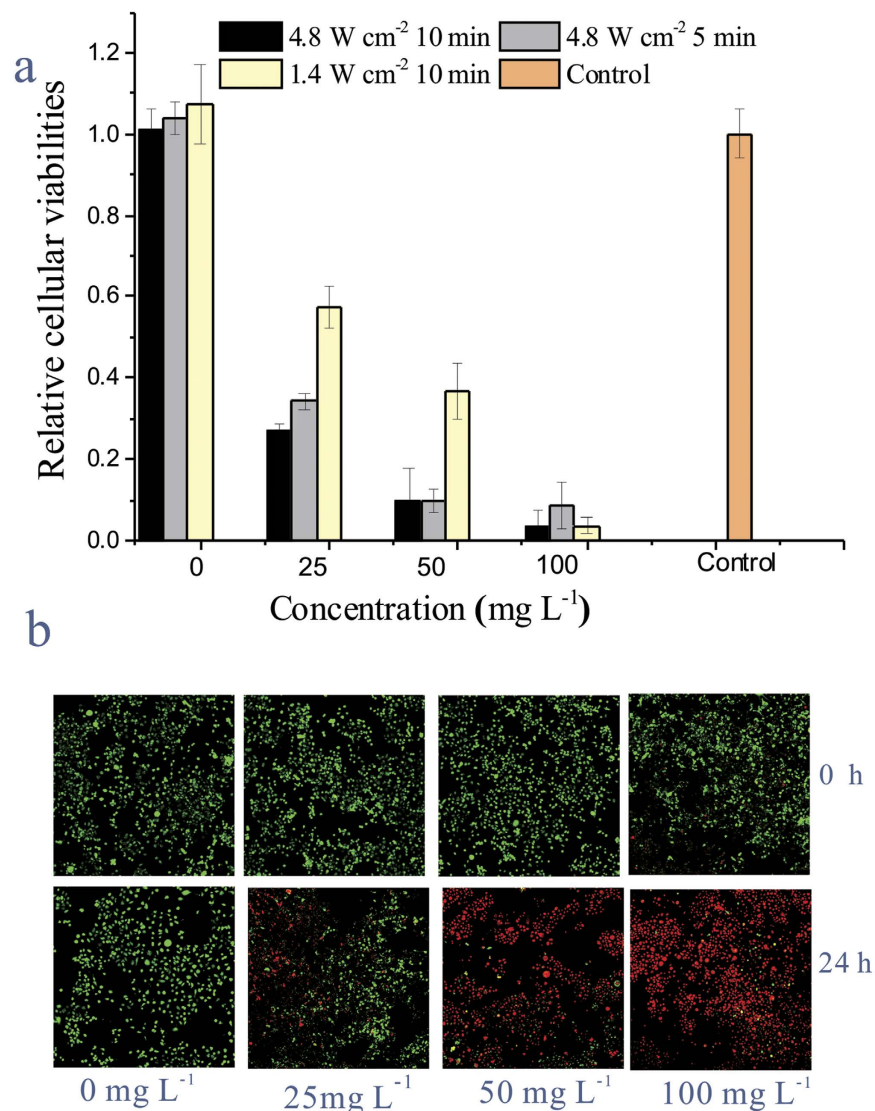 a
4.8 W cm⁻² 10 min
4.8 W cm⁻² 5 min
1.4 W cm⁻² 10 min
Control
Relative cellular viabilities
1.2
1.0
0.8
0.6
0.4
0.2
0.0
0
25
50
100
Control
Concentration (mg L⁻¹)
b
0 h
24 h
0 mg L⁻¹
25mg L⁻¹
50 mg L⁻¹
100 mg L⁻¹